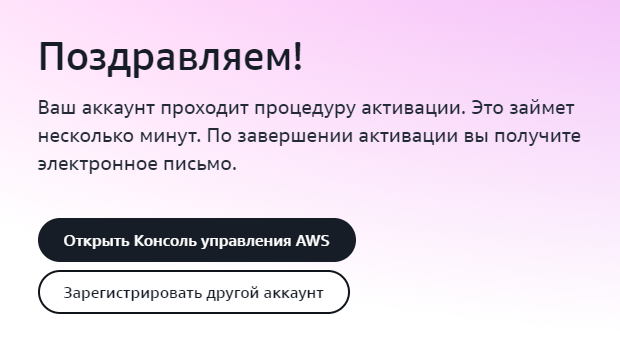 Поздравляем!
Ваш аккаунт проходит процедуру активации. Это займет
несколько минут. По завершении активации вы получите
электронное письмо.
Открыть Консоль управления AWS
Зарегистрировать другой аккаунт